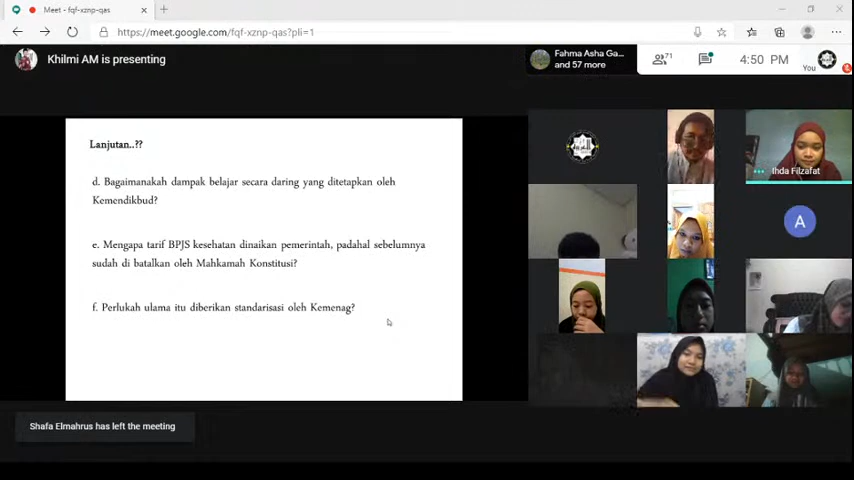 Meet - fqf-xznp-qas
https://meet.google.com/fqf-xznp-qas?pli=1
Khilmi AM is presenting
Fahma Asha Ga...
and 57 more
71
4:50 PM
You
Lanjutan..??
d. Bagaimanakah dampak belajar secara daring yang ditetapkan oleh
Kemendikbud?
e. Mengapa tarif BPJS kesehatan dinaikan pemerintah, padahal sebelumnya
sudah di batalkan oleh Mahkamah Konstitusi?
f. Perlukah ulama itu diberikan standarisasi oleh Kemenag?
Ihda Filzafat
A
Shafa Elmahrus has left the meeting